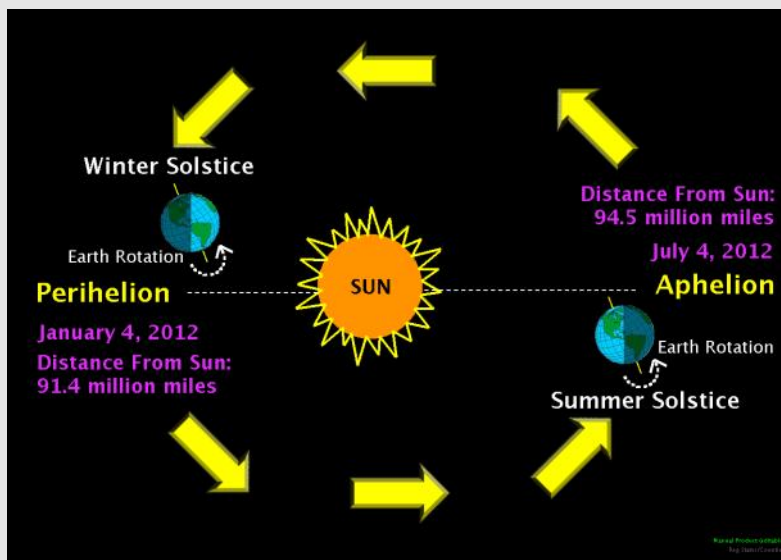 Winter Solstice
Earth Rotation
Perihelion
January 4, 2012
Distance From Sun:
91.4 million miles
SUN
Distance From Sun:
94.5 million miles
July 4, 2012
Aphelion
Earth Rotation
Summer Solstice